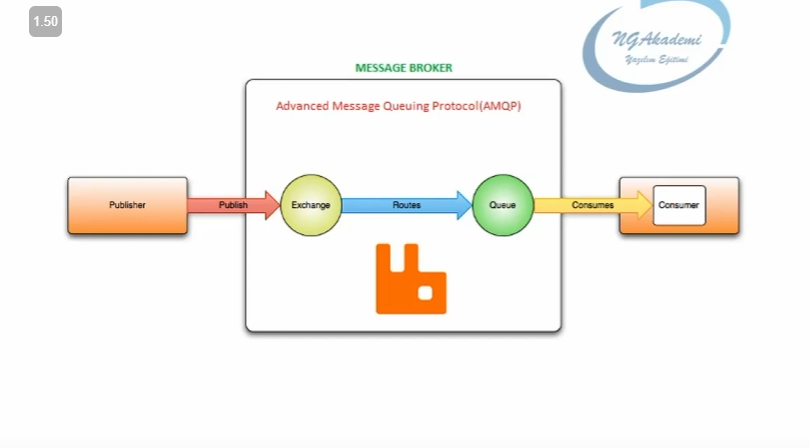 1.50
NGAkademi
Yazılım Eğitimi
MESSAGE BROKER
Advanced Message Queuing Protocol(AMQP)
Publisher
Publish
Exchange
Routes
Queue
Consumes
Consumer